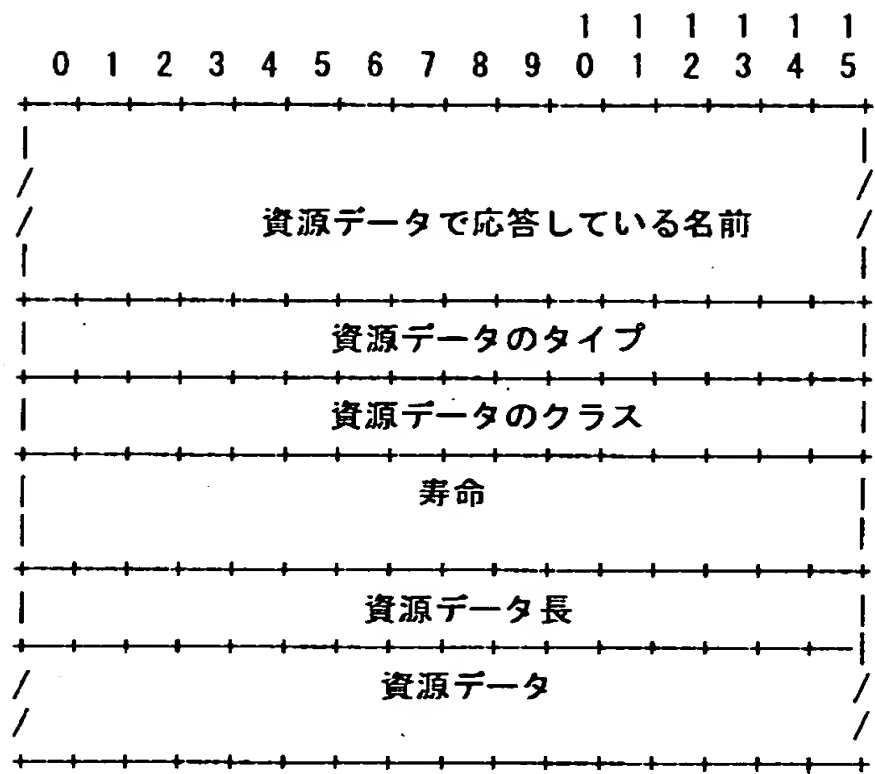 1 1 1 1 1 1
0 1 2 3 4 5 6 7 8 9 0 1 2 3 4 5
資源データで応答している名前
資源データのタイプ
資源データのクラス
寿命
資源データ長
資源データ